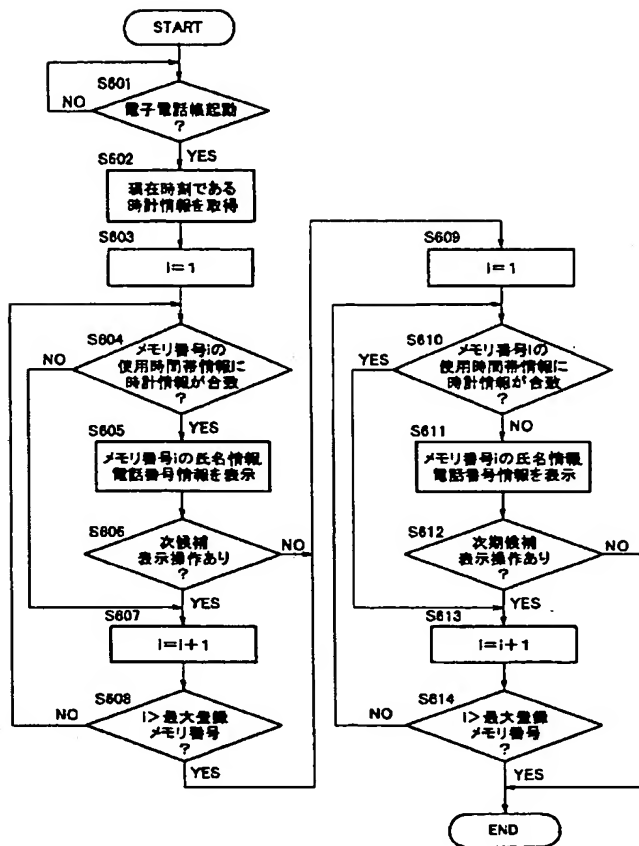 START
S601
電子電話帳起動
?
NO
YES
S602
現在時刻である
時計情報を取得
S603
i=1
S604
メモリ番号iの
使用時間帯情報に
時計情報が合致
?
NO
YES
S605
メモリ番号iの氏名情報,
電話番号情報を表示
S606
次候補
表示操作あり
?
NO
YES
S607
i=i+1
S608
i>最大登録
メモリ番号
?
NO
YES
S609
i=1
S610
メモリ番号iの
使用時間帯情報に
時計情報が合致
?
YES
NO
S611
メモリ番号iの氏名情報,
電話番号情報を表示
S612
次期候補
表示操作あり
?
NO
YES
S613
i=i+1
S614
i>最大登録
メモリ番号
?
NO
YES
END